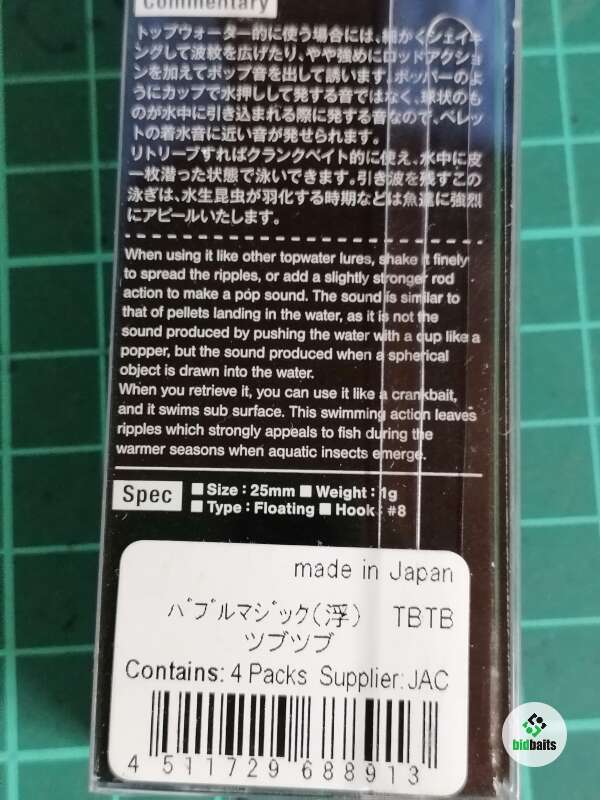 Commentary
トップウォーター的に使う場合には、細かくシェイキ
ングして波紋を広げたり、やや強めにロッドアクショ
ンを加えてポップ音を出して誘います。ポッパーのよ
うにカップで水押しして発する音ではなく、球状のも
のが水中に引き込まれる際に発する音なので、ペレッ
トの着水音に近い音が発せられます。
リトリーブすればクランクベイト的に使え、水中に皮
一枚潜った状態で泳いできます。引き波を残すこの
泳ぎは、水生昆虫が羽化する時期などは魚達に強烈
にアピールいたします。
When using it like other topwater lures, shake it finely
to spread the ripples, or add a slightly stronger rod
action to make a pop sound. The sound is similar to
that of pellets landing in the water, as it is not the
sound produced by pushing the water with a cup like a
popper, but the sound produced when a spherical
object is drawn into the water.
When you retrieve it, you can use it like a crankbait,
and it swims sub surface. This swimming action leaves
ripples which strongly appeals to fish during the
warmer seasons when aquatic insects emerge.
Spec ■Size：25mm ■Weight：1g
■Type：Floating ■Hook：#8
made in Japan
ﾊﾞﾌﾞﾙマｼﾞｯｸ(浮) TBTB
ツブツブ
Contains: 4 Packs Supplier: JAC
4 511729 688913
bidbaits